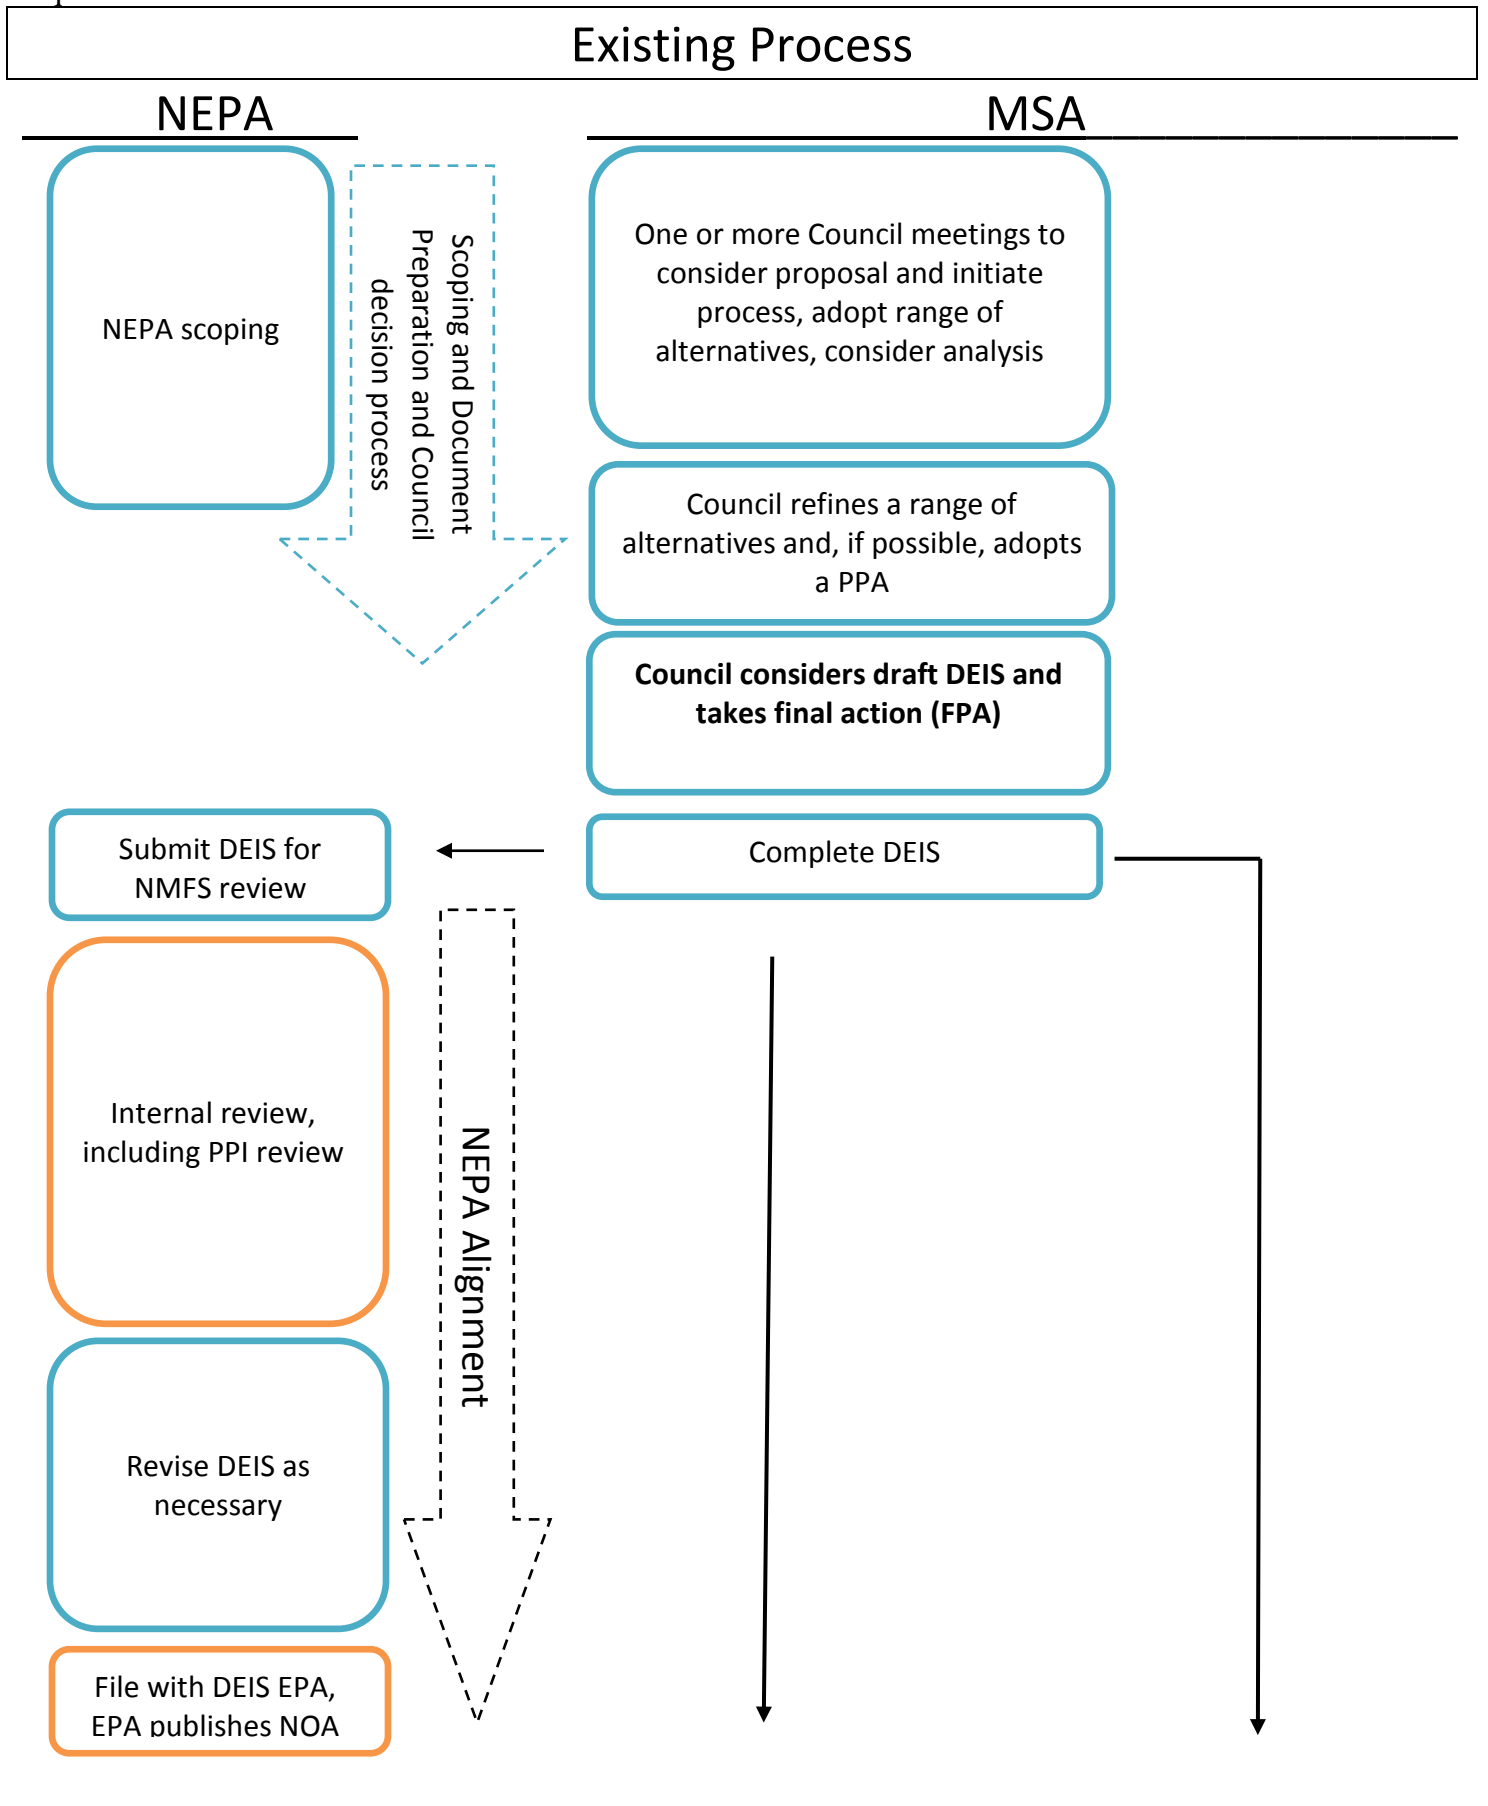 Existing Process
NEPA
MSA
NEPA scoping
Scoping and Document
Preparation and Council
decision process
One or more Council meetings to
consider proposal and initiate
process, adopt range of
alternatives, consider analysis
Council refines a range of
alternatives and, if possible, adopts
a PPA
Council considers draft DEIS and
takes final action (FPA)
Submit DEIS for
NMFS review
Complete DEIS
Internal review,
including PPI review
NEPA Alignment
Revise DEIS as
necessary
File with DEIS EPA,
EPA publishes NOA